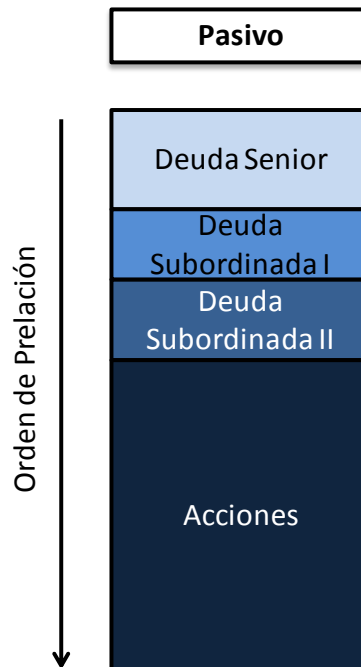 Pasivo
Orden de Prelación
Deuda Senior
Deuda
Subordinada I
Deuda
Subordinada II
Acciones